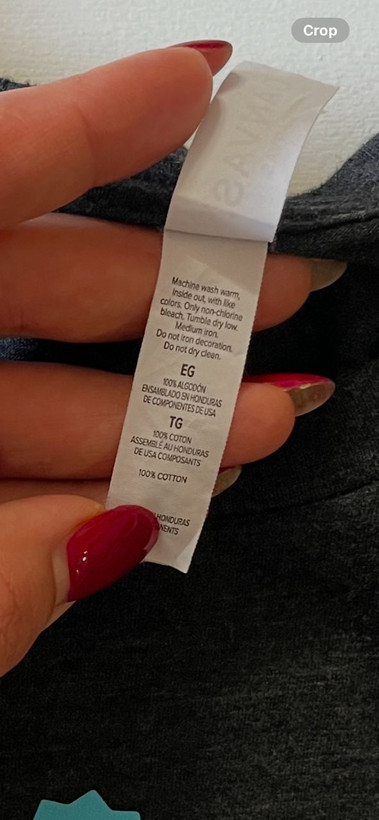 Crop
Machine wash warm,
inside out, with like
colors. Only non-chlorine
bleach. Tumble dry low.
Medium iron.
Do not iron decoration.
Do not dry clean.
EG
100% ALGODÓN
ENSAMBLADO EN HONDURAS
DE COMPONENTES DE USA
TG
100% COTON
ASSEMBLÉ AU HONDURAS
DE USA COMPOSANTS
100% COTTON
HONDURAS